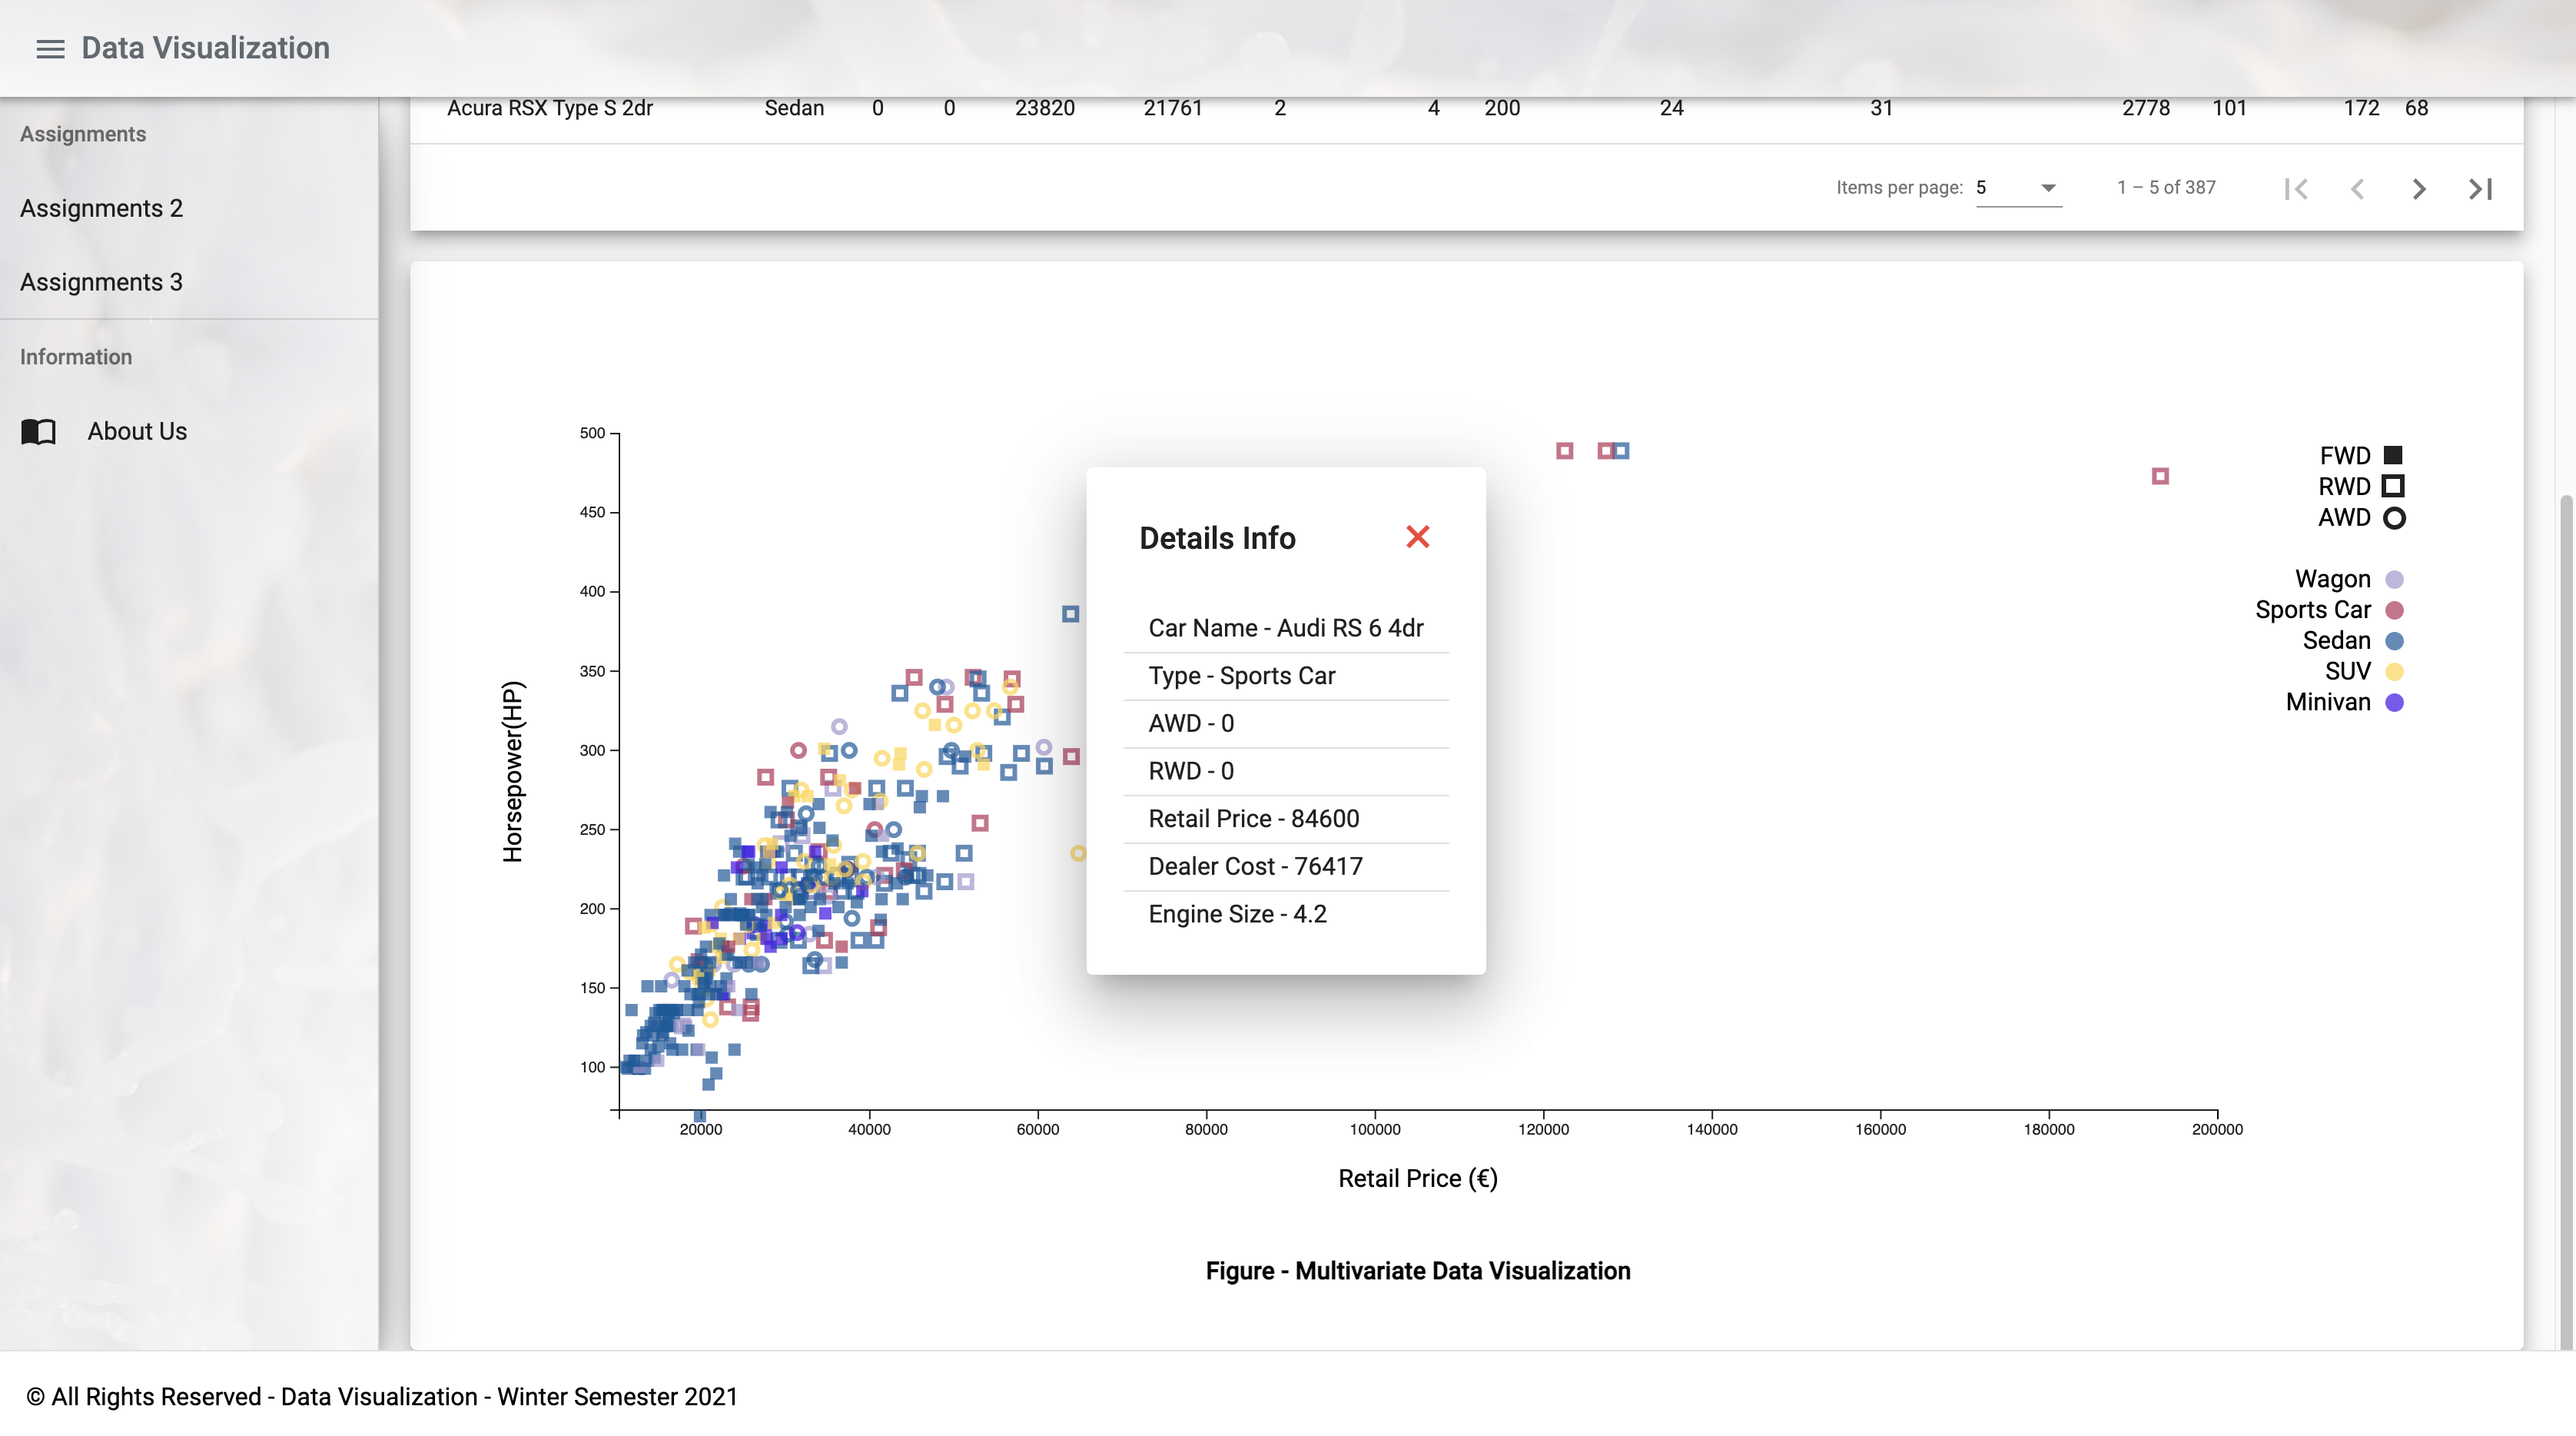 Data Visualization
Assignments
Assignments 2
Assignments 3
Information
About Us
Acura RSX Type S 2dr Sedan 0 0 23820 21761 2 4 200 24 31 2778 101 172 68
Items per page: 5 1 – 5 of 387
500
450
400
350
300
250
200
150
100
Horsepower(HP)
20000 40000 60000 80000 100000 120000 140000 160000 180000 200000
Retail Price (€)
FWD
RWD
AWD
Wagon
Sports Car
Sedan
SUV
Minivan
Details Info
Car Name - Audi RS 6 4dr
Type - Sports Car
AWD - 0
RWD - 0
Retail Price - 84600
Dealer Cost - 76417
Engine Size - 4.2
Figure - Multivariate Data Visualization
© All Rights Reserved - Data Visualization - Winter Semester 2021